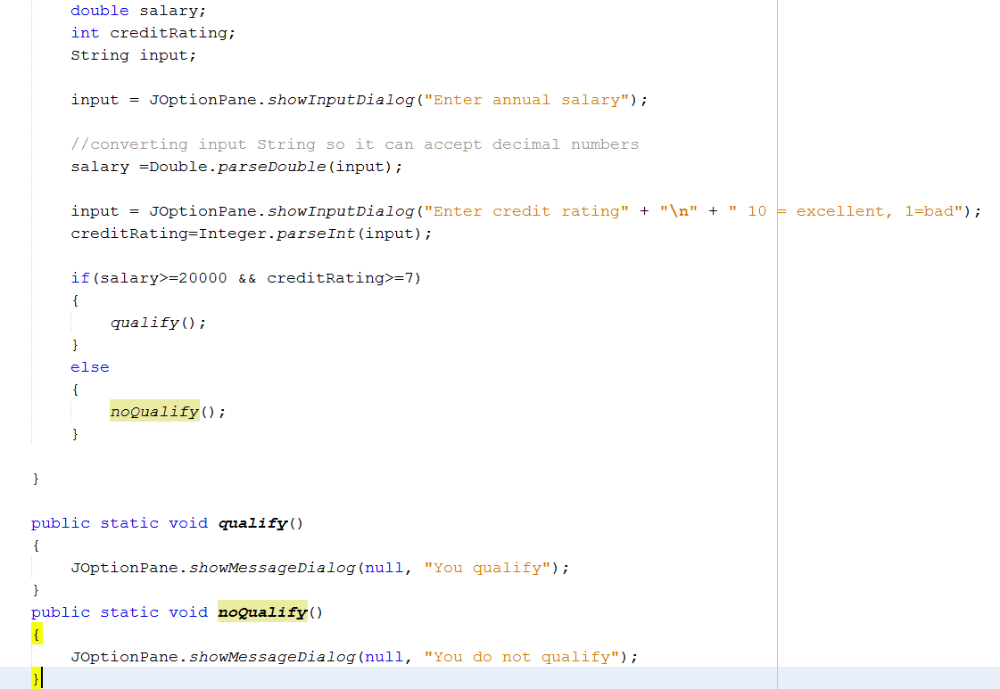 double salary;
int creditRating;
String input;
input = JOptionPane.showInputDialog("Enter annual salary");
//converting input String so it can accept decimal numbers
salary =Double.parseDouble(input);
input = JOptionPane.showInputDialog("Enter credit rating" + "\n" + " 10 = excellent, 1=bad");
creditRating=Integer.parseInt(input);
if(salary>=20000 && creditRating>=7)
{
qualify();
}
else
{
noQualify();
}
}
public static void qualify()
{
JOptionPane.showMessageDialog(null, "You qualify");
}
public static void noQualify()
{
JOptionPane.showMessageDialog(null, "You do not qualify");
}